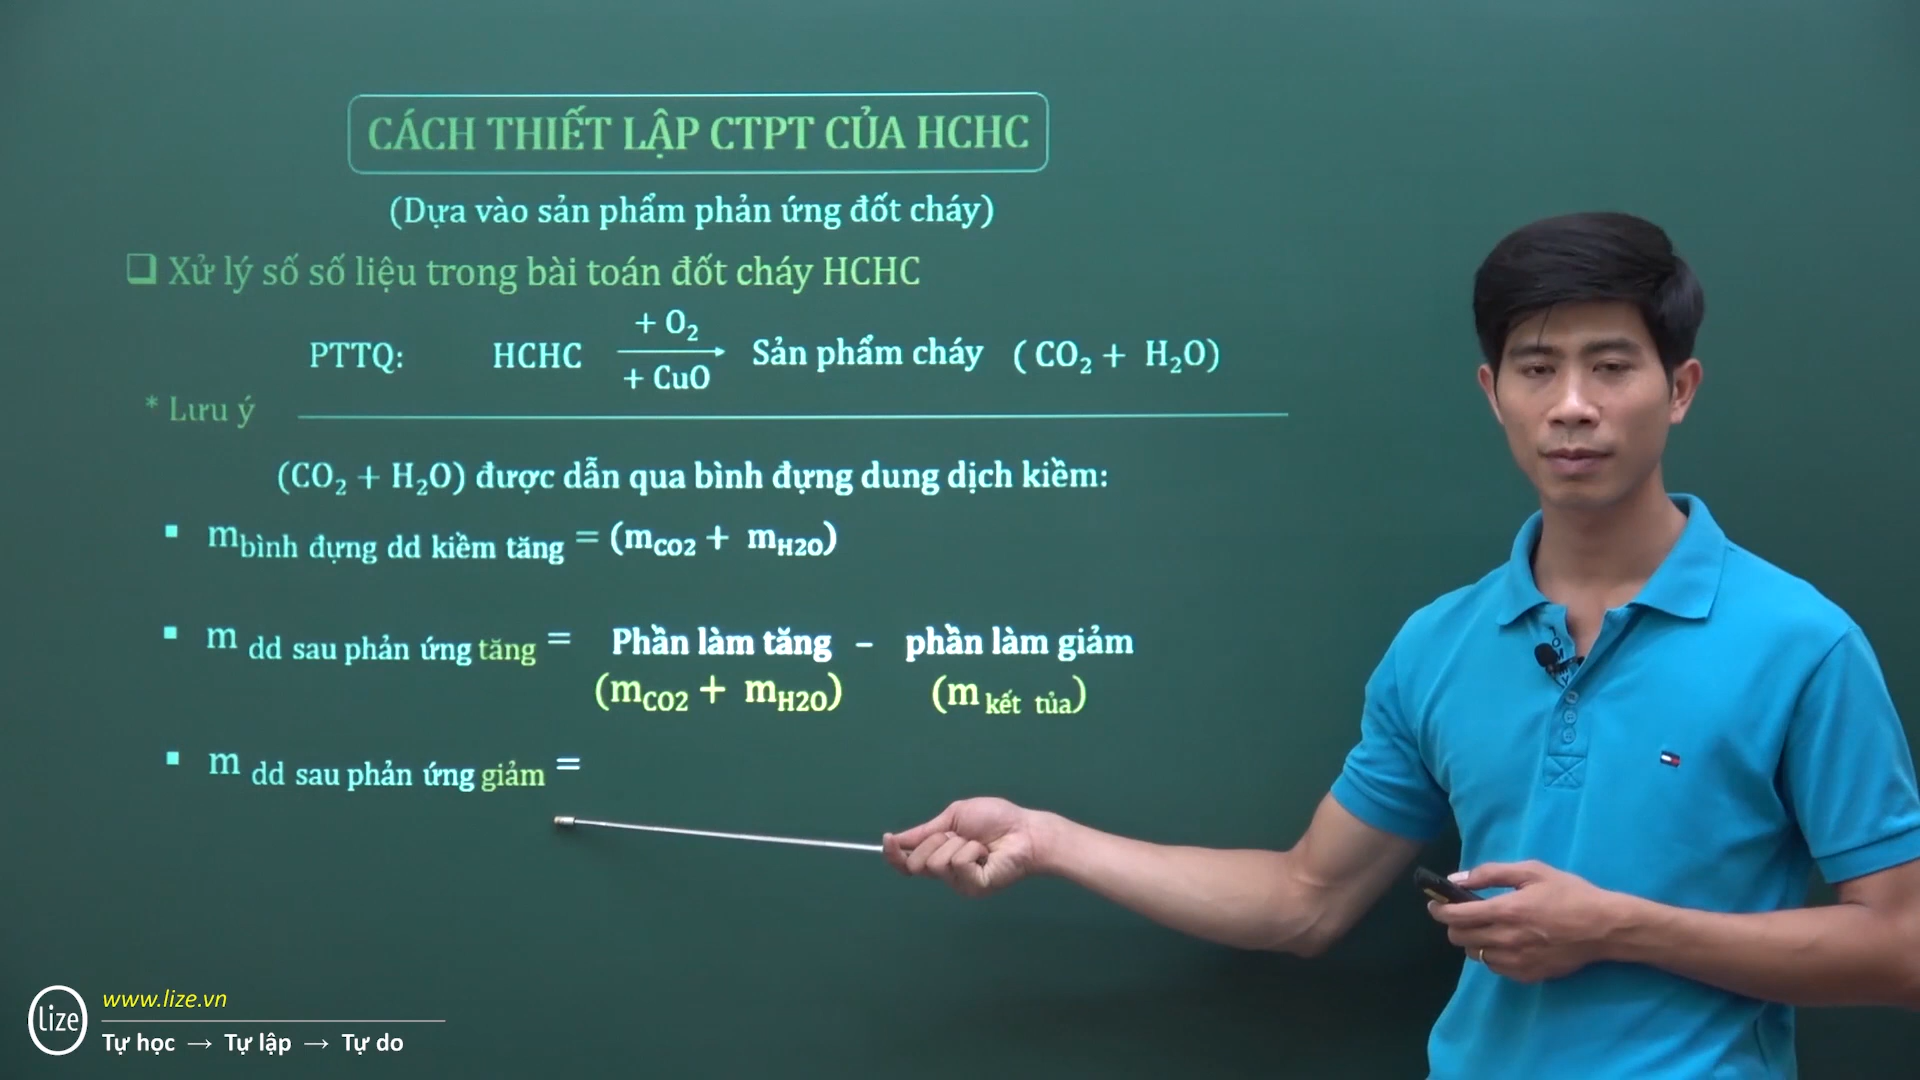 CÁCH THIẾT LẬP CTPT CỦA HCHC
(Dựa vào sản phẩm phản ứng đốt cháy)
❑ Xử lý số số liệu trong bài toán đốt cháy HCHC
PTTQ: HCHC + O₂ + CuO → Sản phẩm cháy ( CO₂ + H₂O)
* Lưu ý
(CO₂ + H₂O) được dẫn qua bình đựng dung dịch kiềm:
▪ m bình đựng dd kiềm tăng = (mCO2 + mH2O)
▪ m dd sau phản ứng tăng = Phần làm tăng – phần làm giảm
(mCO2 + mH2O) (m kết tủa)
▪ m dd sau phản ứng giảm =
lize
www.lize.vn
Tự học → Tự lập → Tự do